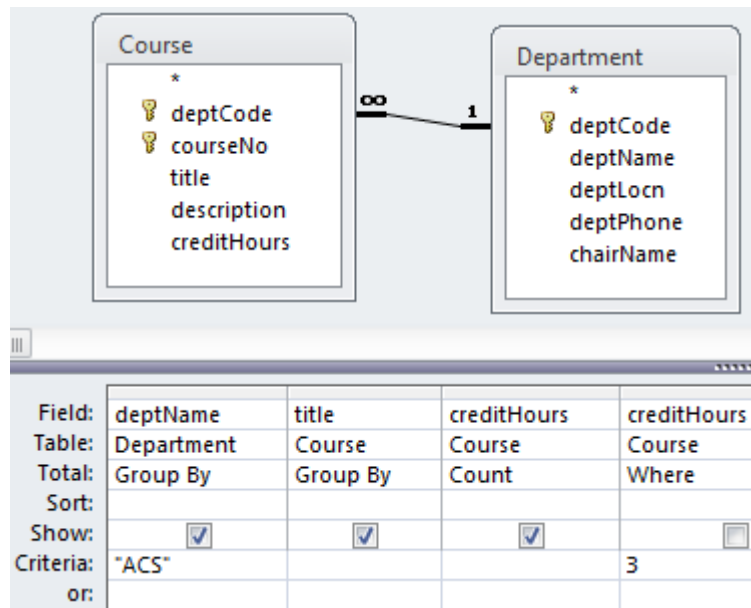 Course
*
deptCode
courseNo
title
description
creditHours
∞
1
Department
*
deptCode
deptName
deptLocn
deptPhone
chairName
Field: deptName title creditHours creditHours
Table: Department Course Course Course
Total: Group By Group By Count Where
Sort:
Show:
Criteria: "ACS" 3
or: